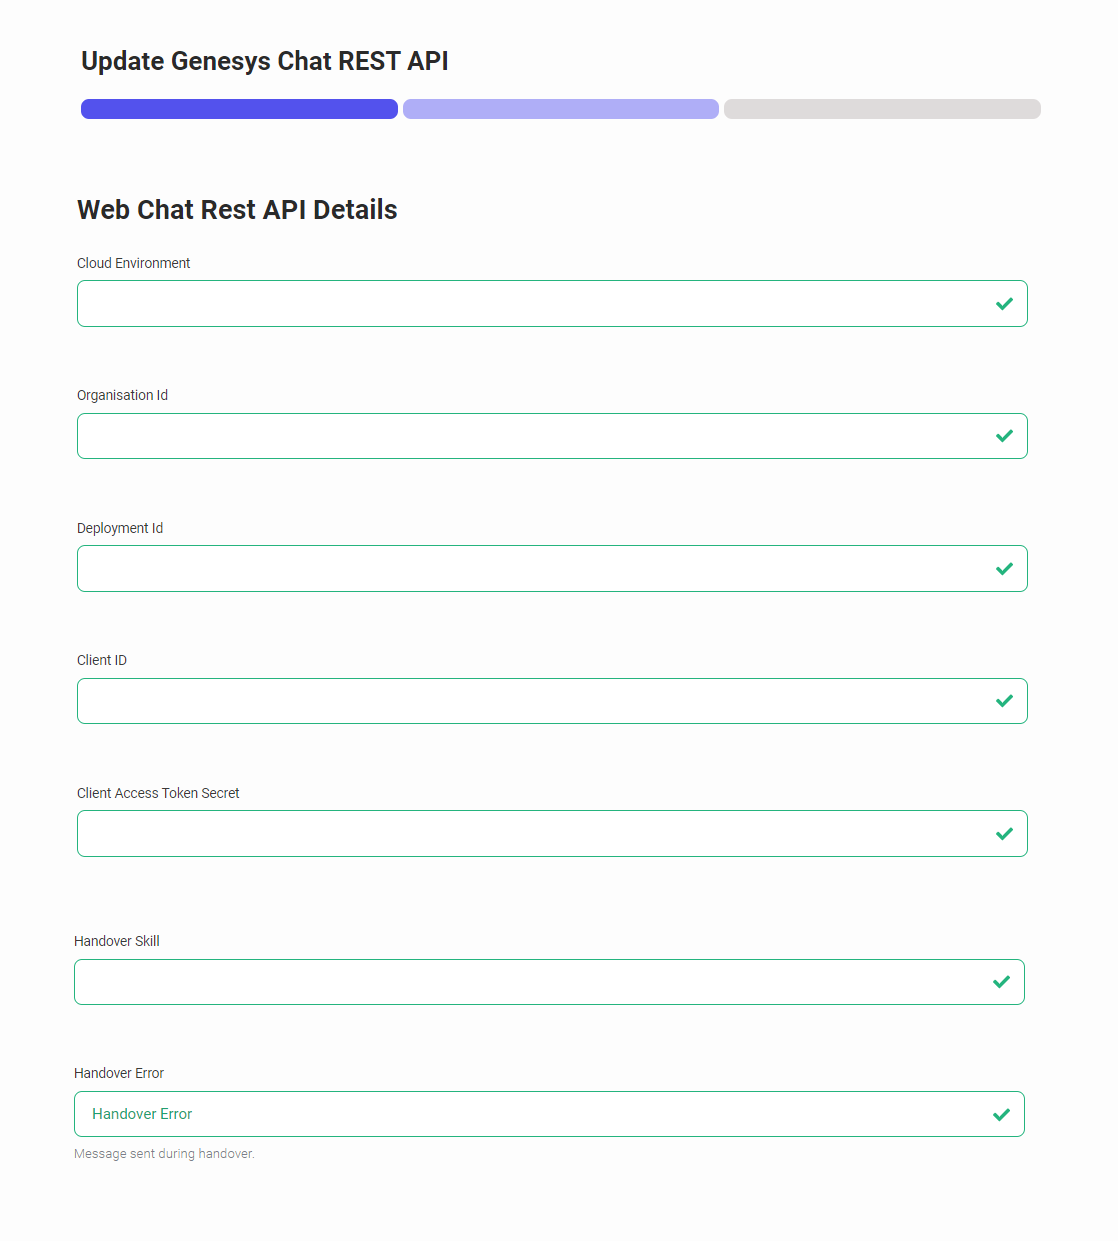 Update Genesys Chat REST API
Web Chat Rest API Details
Cloud Environment
Organisation Id
Deployment Id
Client ID
Client Access Token Secret
Handover Skill
Handover Error
Handover Error
Message sent during handover.